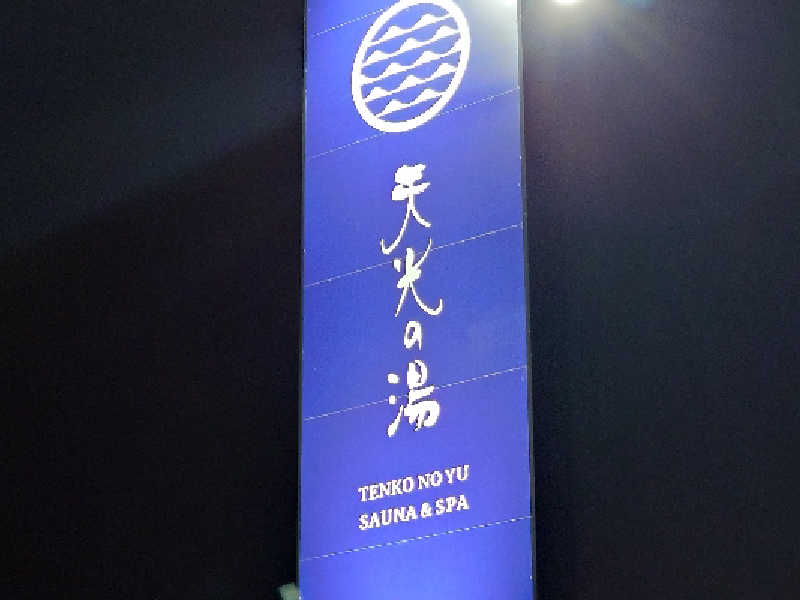 天光の湯
TENKO NO YU
SAUNA & SPA